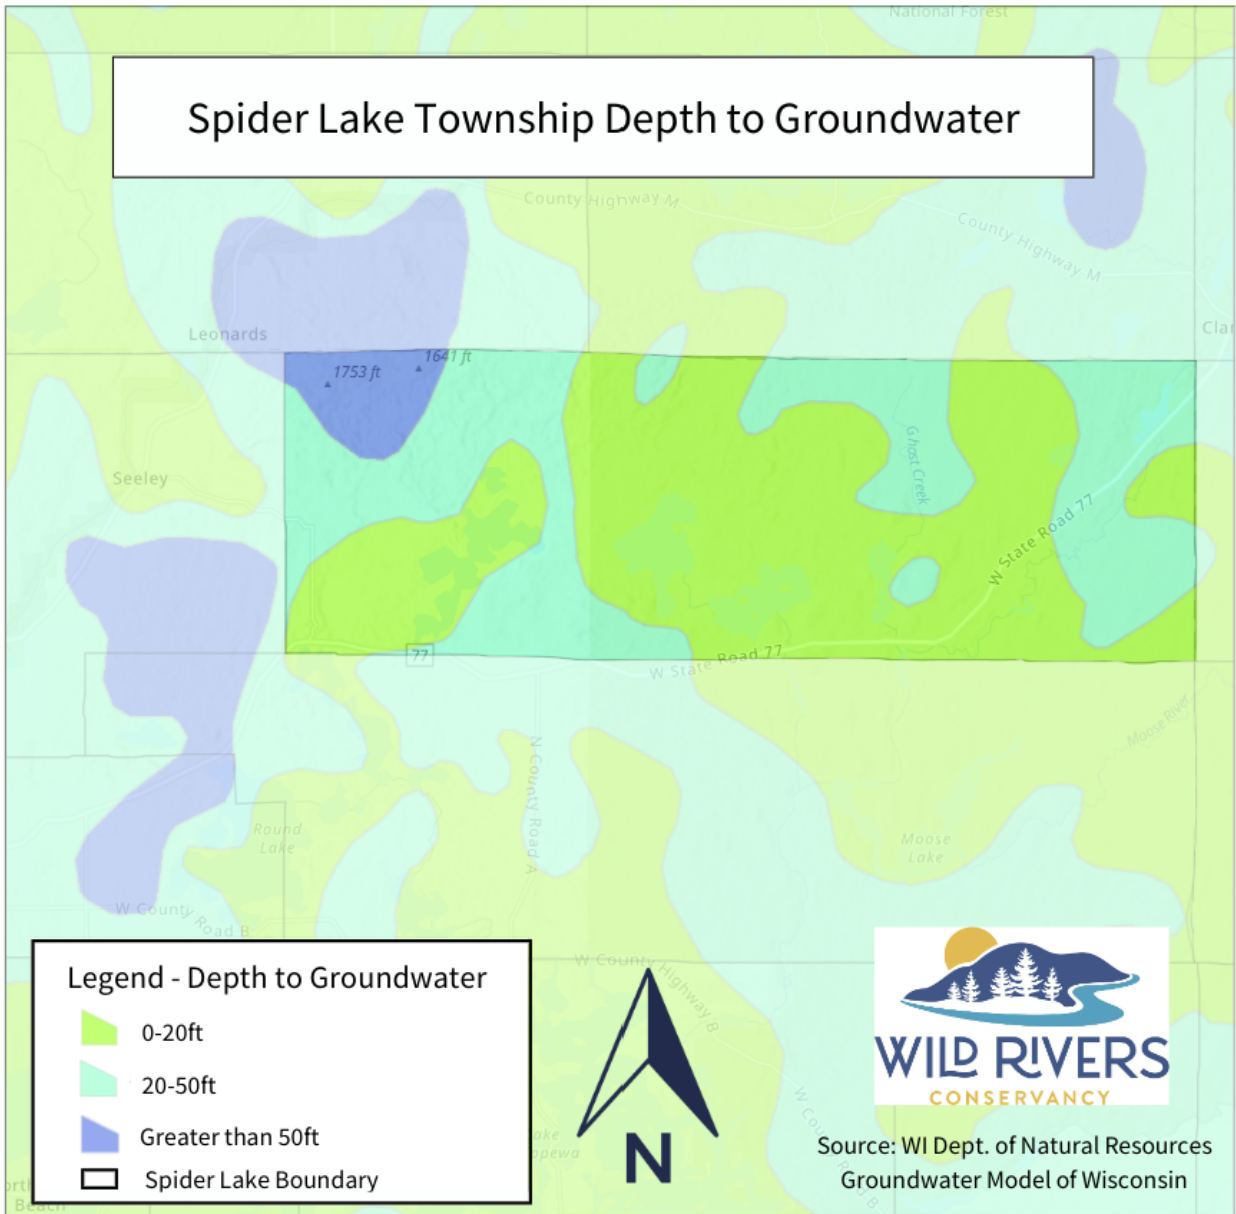 National Forest
Spider Lake Township Depth to Groundwater
County Highway M
County Highway M
Leonards
1641 ft
1753 ft
Ghost Creek
Seeley
W State Road 77
77
W State Road 77
Moose River
N County Road A
Round
Lake
Moose
Lake
W County Road B
W County Highway B
Legend - Depth to Groundwater
0-20ft
20-50ft
Greater than 50ft
Spider Lake Boundary
N
WILD RIVERS
CONSERVANCY
Source: WI Dept. of Natural Resources
Groundwater Model of Wisconsin
Beach